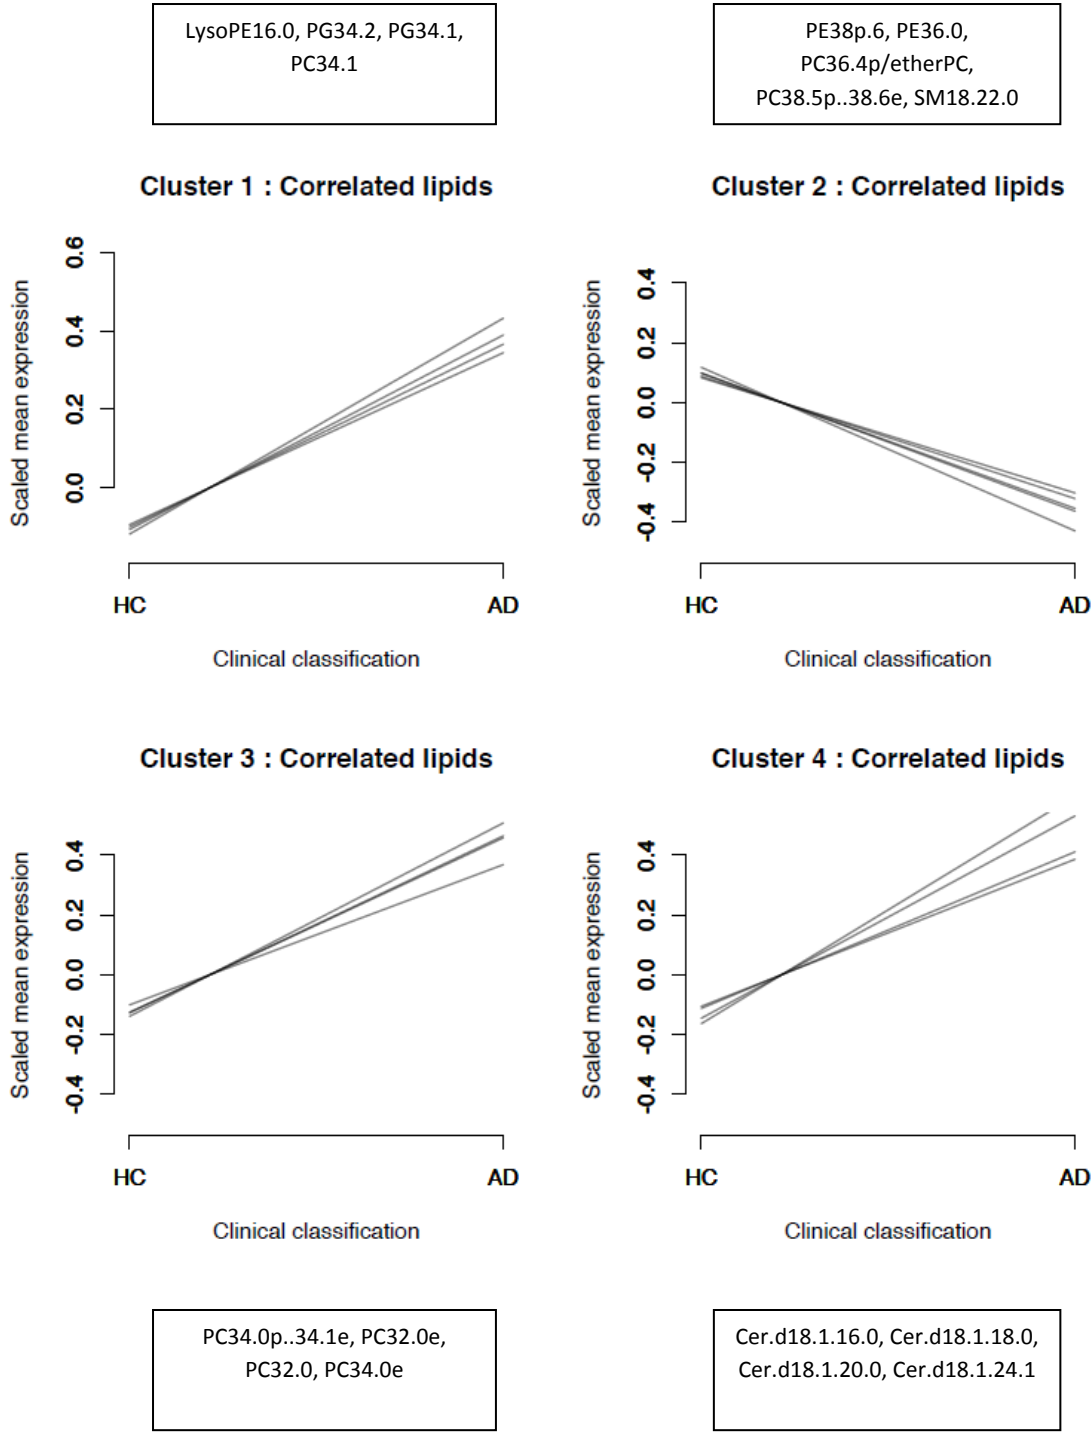 LysoPE16.0, PG34.2, PG34.1,
PC34.1
PE38p.6, PE36.0,
PC36.4p/etherPC,
PC38.5p..38.6e, SM18.22.0
Cluster 1 : Correlated lipids
Scaled mean expression
0.6
0.4
0.2
0.0
HC
AD
Clinical classification
Cluster 2 : Correlated lipids
Scaled mean expression
0.4
0.2
0.0
-0.2
-0.4
HC
AD
Clinical classification
Cluster 3 : Correlated lipids
Scaled mean expression
0.4
0.2
0.0
-0.2
-0.4
HC
AD
Clinical classification
Cluster 4 : Correlated lipids
Scaled mean expression
0.4
0.2
0.0
-0.2
-0.4
HC
AD
Clinical classification
PC34.0p..34.1e, PC32.0e,
PC32.0, PC34.0e
Cer.d18.1.16.0, Cer.d18.1.18.0,
Cer.d18.1.20.0, Cer.d18.1.24.1